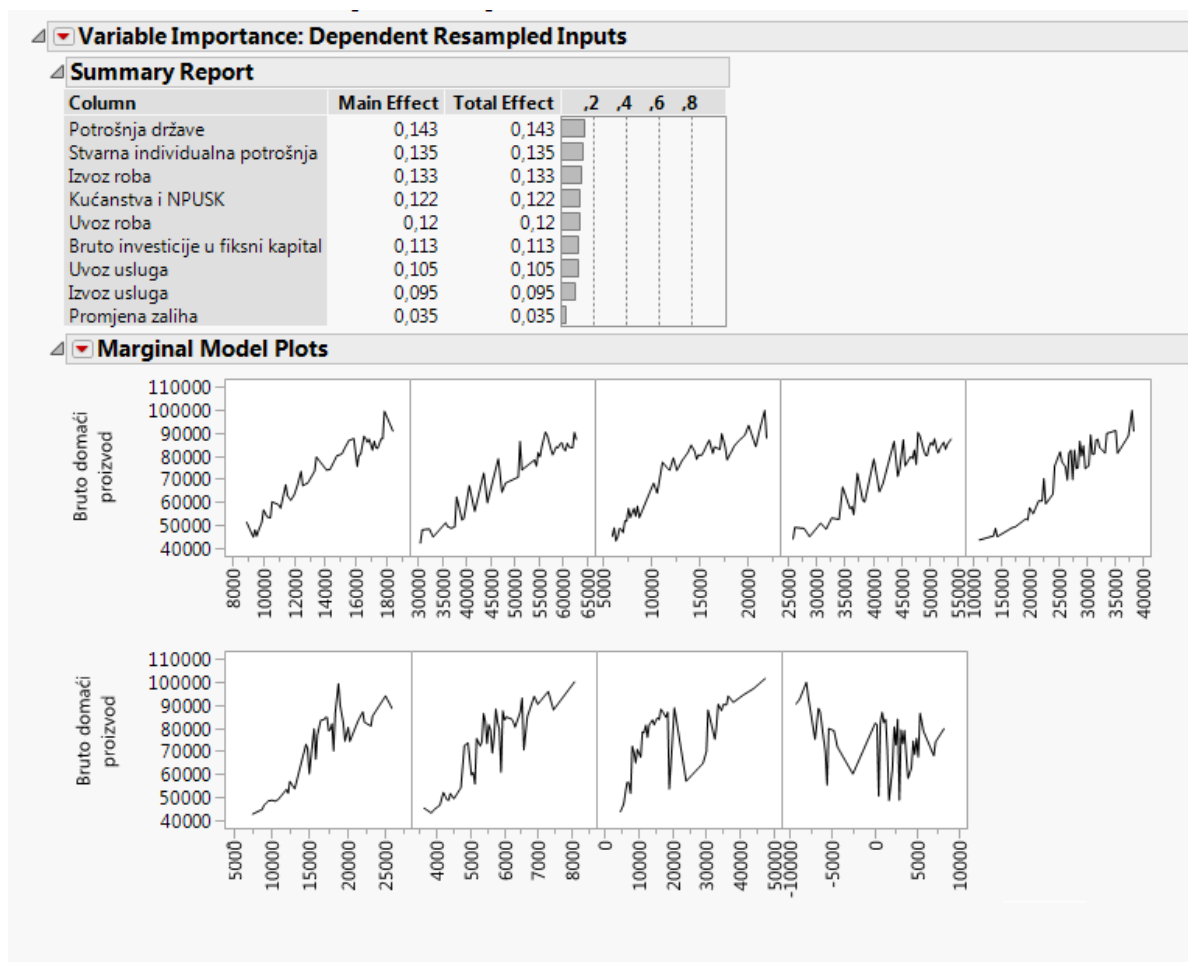 Variable Importance: Dependent Resampled Inputs
Summary Report
Column Main Effect Total Effect ,2 ,4 ,6 ,8
Potrošnja države 0,143 0,143
Stvarna individualna potrošnja 0,135 0,135
Izvoz roba 0,133 0,133
Kućanstva i NPUSK 0,122 0,122
Uvoz roba 0,12 0,12
Bruto investicije u fiksni kapital 0,113 0,113
Uvoz usluga 0,105 0,105
Izvoz usluga 0,095 0,095
Promjena zaliha 0,035 0,035
Marginal Model Plots
Bruto domaći
proizvod
110000
100000
90000
80000
70000
60000
50000
40000
8000 10000 12000 14000 16000 18000 30000 35000 40000 45000 50000 55000 60000 65000 5000 10000 15000 20000 25000 30000 35000 40000 45000 50000 55000 10000 15000 20000 25000 30000 35000 40000
Bruto domaći
proizvod
110000
100000
90000
80000
70000
60000
50000
40000
5000 10000 15000 20000 25000 4000 5000 6000 7000 8000 0 10000 20000 30000 40000 50000 -10000 -5000 0 5000 10000